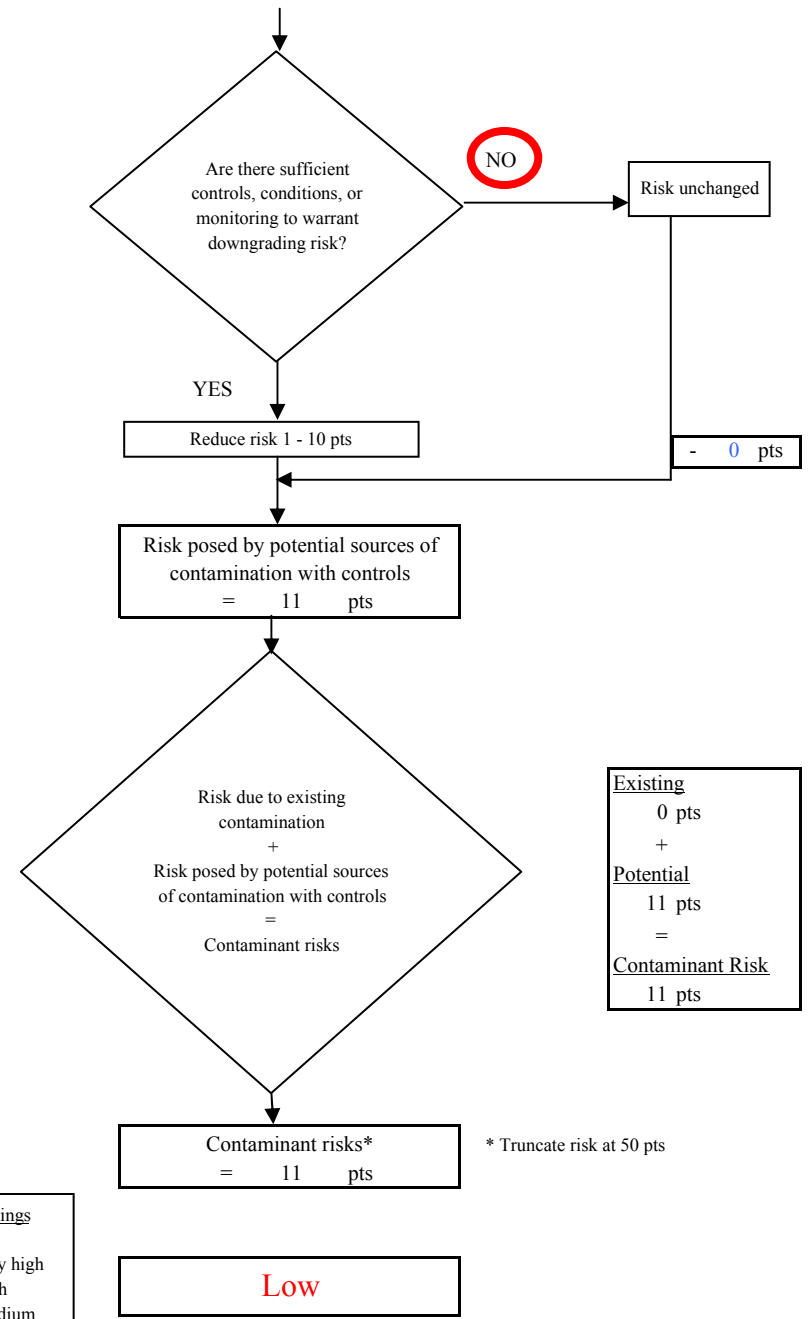 Are there sufficient
controls, conditions, or
monitoring to warrant
downgrading risk?
NO
Risk unchanged
YES
Reduce risk 1 - 10 pts
- 0 pts
Risk posed by potential sources of
contamination with controls
= 11 pts
Risk due to existing
contamination
+
Risk posed by potential sources
of contamination with controls
=
Contaminant risks
Existing
0 pts
+
Potential
11 pts
=
Contaminant Risk
11 pts
Contaminant risks*
= 11 pts
* Truncate risk at 50 pts
high
Low